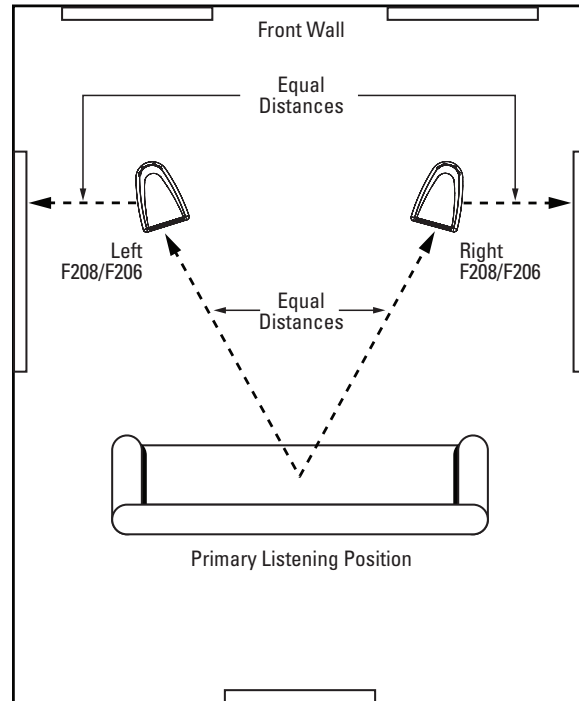 Front Wall
Equal
Distances
Left
F208/F206
Right
F208/F206
Equal
Distances
Primary Listening Position